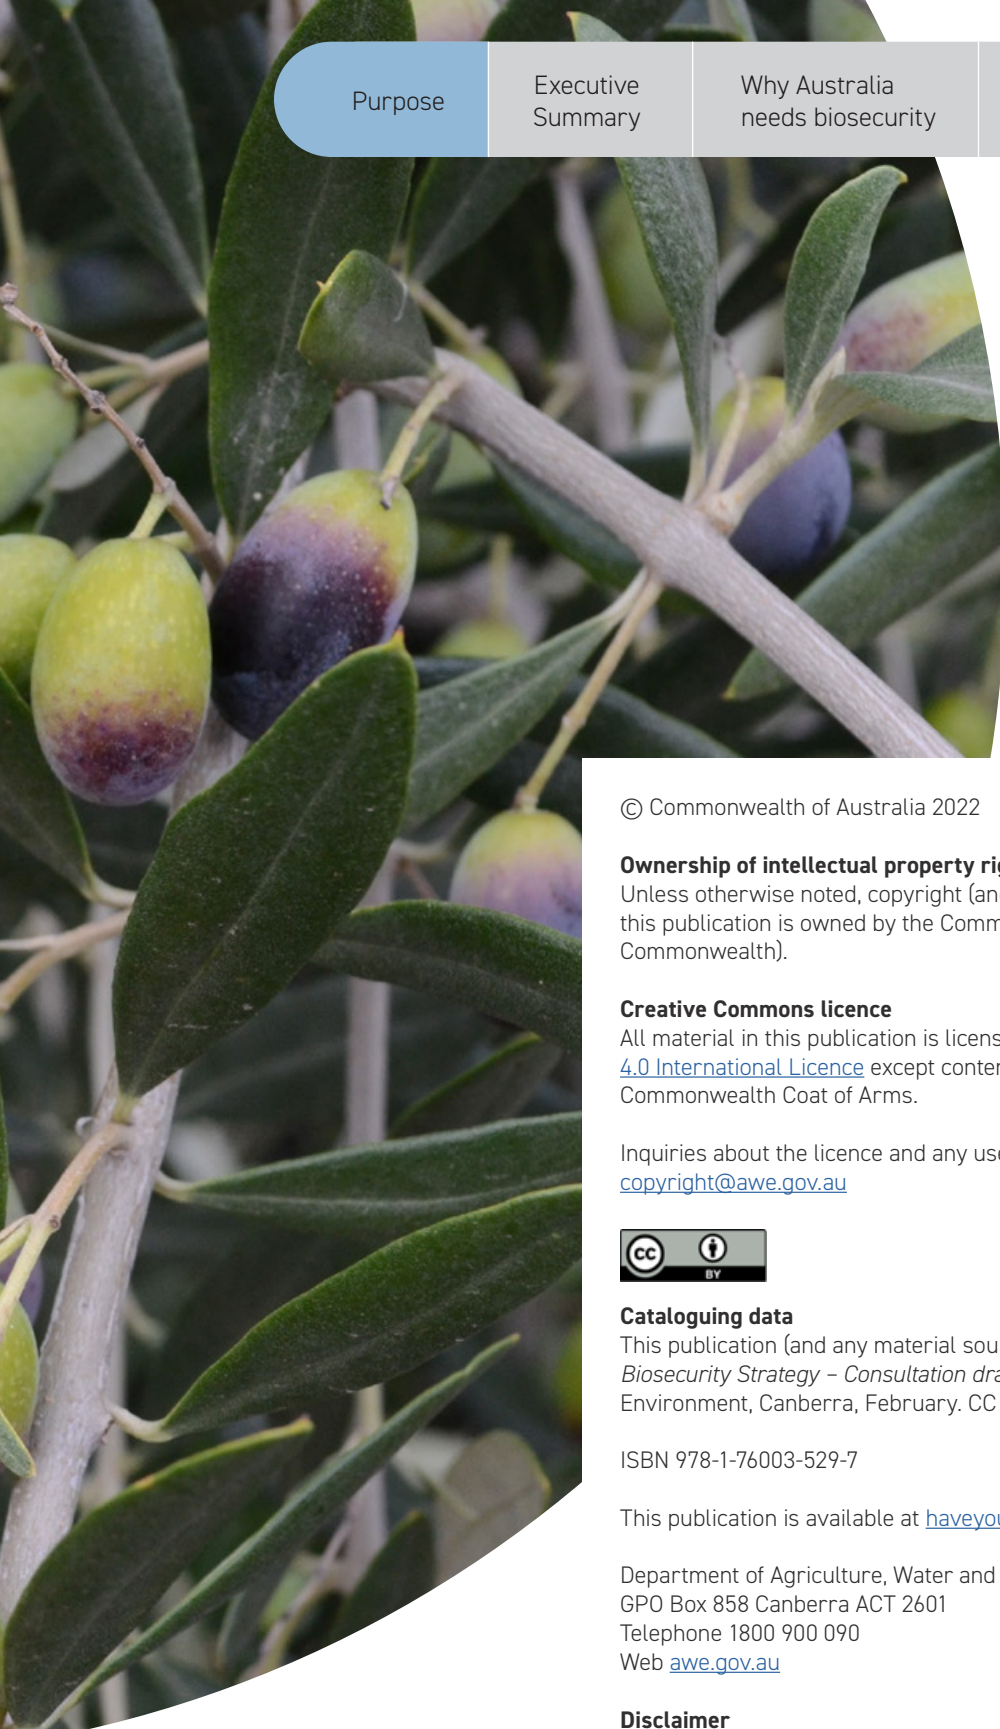 Purpose
Executive
Summary
Why Australia
needs biosecurity
© Commonwealth of Australia 2022
Ownership of intellectual property
Unless otherwise noted, copyright
this publication is owned by the
Commonwealth).
Creative Commons licence
All material in this publication is
4.0 International Licence except
Commonwealth Coat of Arms.
Inquiries about the licence and any
copyright@awe.gov.au
cc
BY
Cataloguing data
This publication (and any material
Biosecurity Strategy – Consultation
Environment, Canberra, February. CC
ISBN 978-1-76003-529-7
This publication is available at
Department of Agriculture, Water and
GPO Box 858 Canberra ACT 2601
Telephone 1800 900 090
Web awe.gov.au
Disclaimer